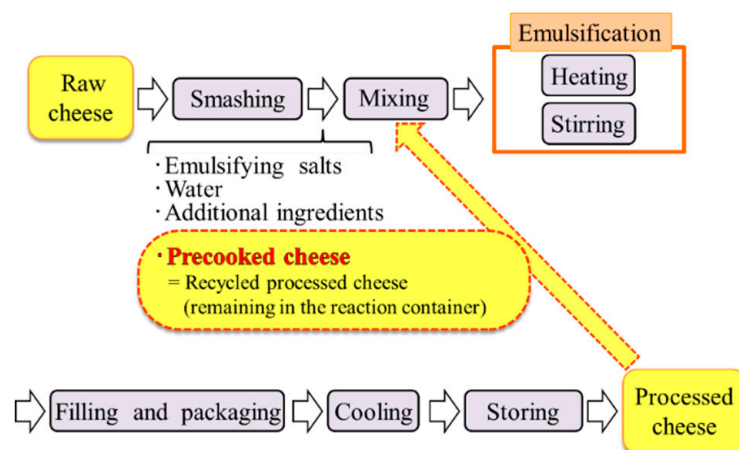 Emulsification
Raw
cheese
Smashing
Mixing
Heating
Stirring
· Emulsifying salts
· Water
· Additional ingredients
· Precooked cheese
= Recycled processed cheese
(remaining in the reaction container)
Filling and packaging
Cooling
Storing
Processed
cheese